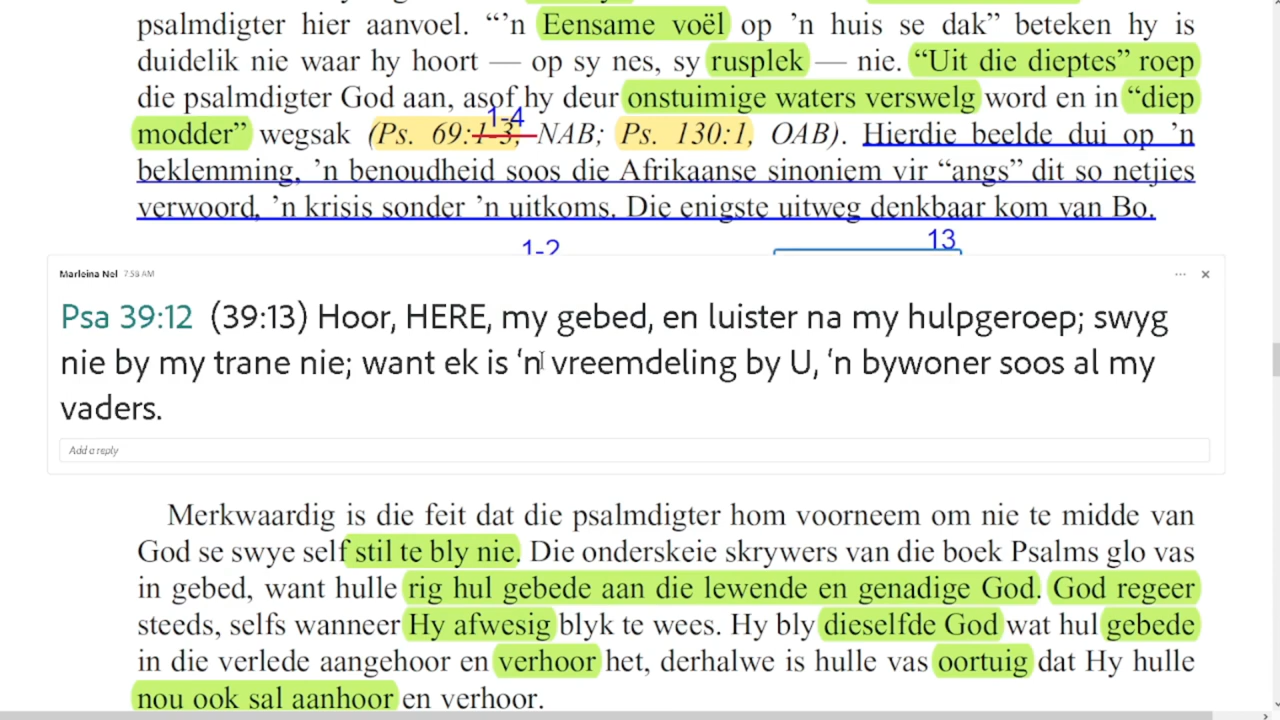 psalmdigter hier aanvoel. “’n Eensame voël op ’n huis se dak” beteken hy is
duidelik nie waar hy hoort — op sy nes, sy rusplek — nie. “Uit die dieptes” roep
die psalmdigter God aan, asof hy deur onstuimige waters verswelg word en in “diep
1-4
modder” wegsak (Ps. 69:1-3, NAB; Ps. 130:1, OAB). Hierdie beelde dui op ’n
beklemming, ’n benoudheid soos die Afrikaanse sinoniem vir “angs” dit so netjies
verwoord, ’n krisis sonder ’n uitkoms. Die enigste uitweg denkbaar kom van Bo.
1-2 13
Marleina Nel 7:59 AM
Psa 39:12 (39:13) Hoor, HERE, my gebed, en luister na my hulpgeroep; swyg
nie by my trane nie; want ek is ‘n vreemdeling by U, ‘n bywoner soos al my
vaders.
Add a reply
Merkwaardig is die feit dat die psalmdigter hom voorneem om nie te midde van
God se swye self stil te bly nie. Die onderskeie skrywers van die boek Psalms glo vas
in gebed, want hulle rig hul gebede aan die lewende en genadige God. God regeer
steeds, selfs wanneer Hy afwesig blyk te wees. Hy bly dieselfde God wat hul gebede
in die verlede aangehoor en verhoor het, derhalwe is hulle vas oortuig dat Hy hulle
nou ook sal aanhoor en verhoor.